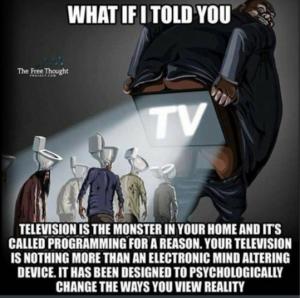 WHAT IF I TOLD YOU
The Free Thought
PROJECT.COM
TV
TELEVISION IS THE MONSTER IN YOUR HOME AND IT'S
CALLED PROGRAMMING FOR A REASON. YOUR TELEVISION
IS NOTHING MORE THAN AN ELECTRONIC MIND ALTERING
DEVICE. IT HAS BEEN DESIGNED TO PSYCHOLOGICALLY
CHANGE THE WAYS YOU VIEW REALITY